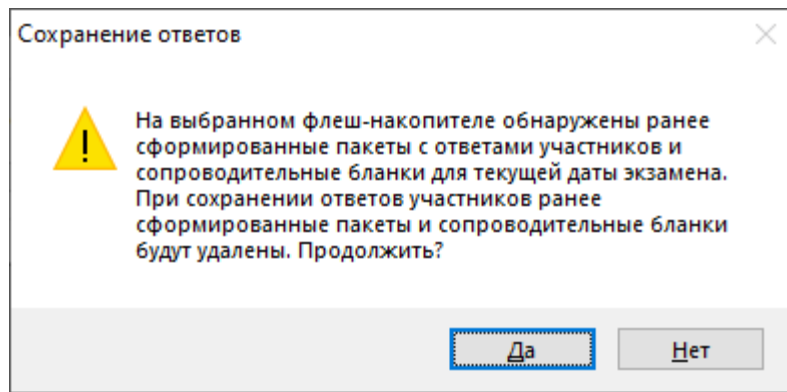 Сохранение ответов
На выбранном флеш-накопителе обнаружены ранее
сформированные пакеты с ответами участников и
сопроводительные бланки для текущей даты экзамена.
При сохранении ответов участников ранее
сформированные пакеты и сопроводительные бланки
будут удалены. Продолжить?
Да
Нет